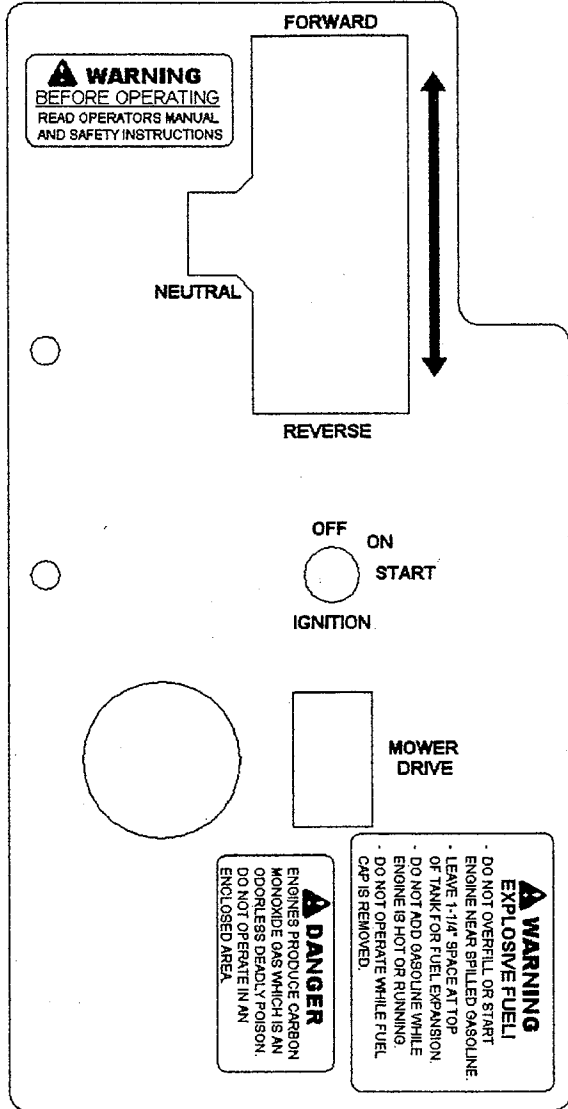 FORWARD
WARNING
BEFORE OPERATING
READ OPERATORS MANUAL
AND SAFETY INSTRUCTIONS
NEUTRAL
REVERSE
OFF
ON
START
IGNITION
MOWER
DRIVE
WARNING
EXPLOSIVE FUEL!
- DO NOT OVERFILL OR START
ENGINE NEAR SPILLED GASOLINE.
- LEAVE 1-1/4" SPACE AT TOP
OF TANK FOR FUEL EXPANSION.
- DO NOT ADD GASOLINE WHILE
ENGINE IS HOT OR RUNNING.
- DO NOT OPERATE WHILE FUEL
CAP IS REMOVED.
DANGER
ENGINES PRODUCE CARBON
MONOXIDE GAS WHICH IS AN
ODORLESS DEADLY POISON.
DO NOT OPERATE IN AN
ENCLOSED AREA